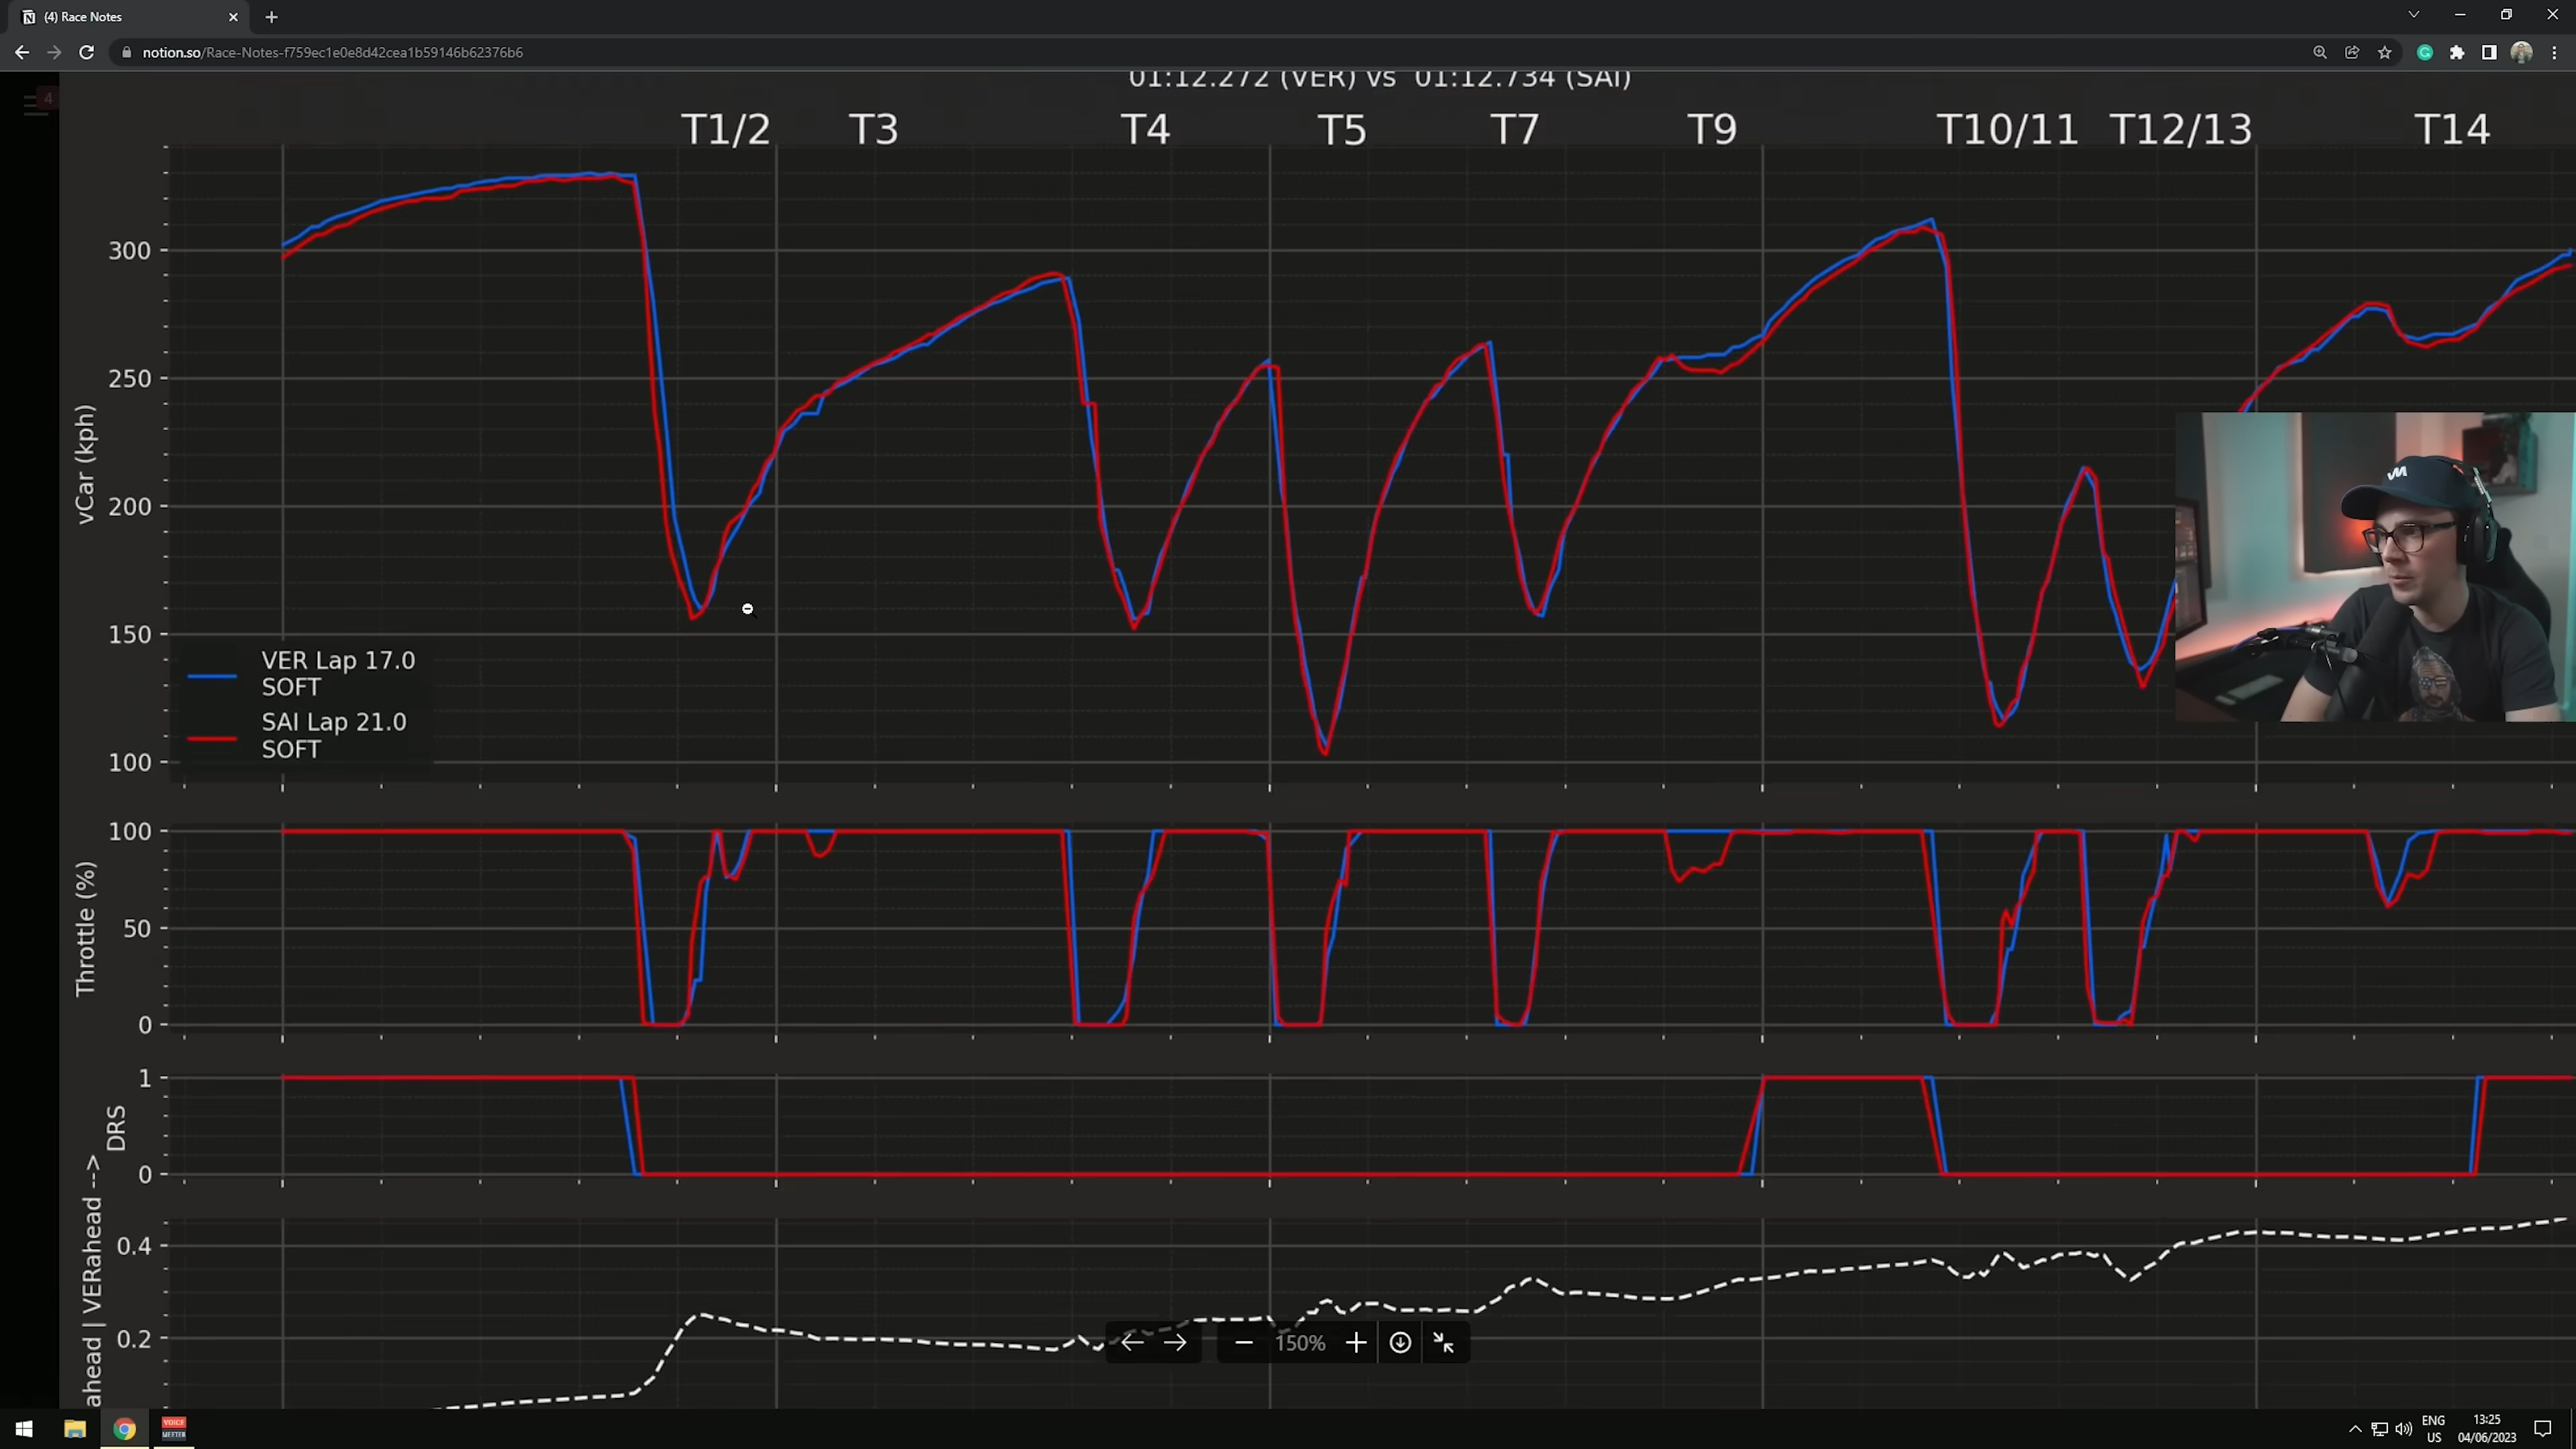 (4) Race Notes
notion.so/Race-Notes-f759ec1e0e8d42cea1b59146b62376b6
4
01:12.272 (VER) Vs 01:12.734 (SAI)
T1/2 T3 T4 T5 T7 T9 T10/11 T12/13 T14
vCar (kph)
300
250
200
150
100
VER Lap 17.0
SOFT
SAI Lap 21.0
SOFT
Throttle (%)
100
50
0
DRS
1
0
ahead | VERahead -->
0.4
0.2
150%
VOICE
MEETER
ENG
US
13:25
04/06/2023